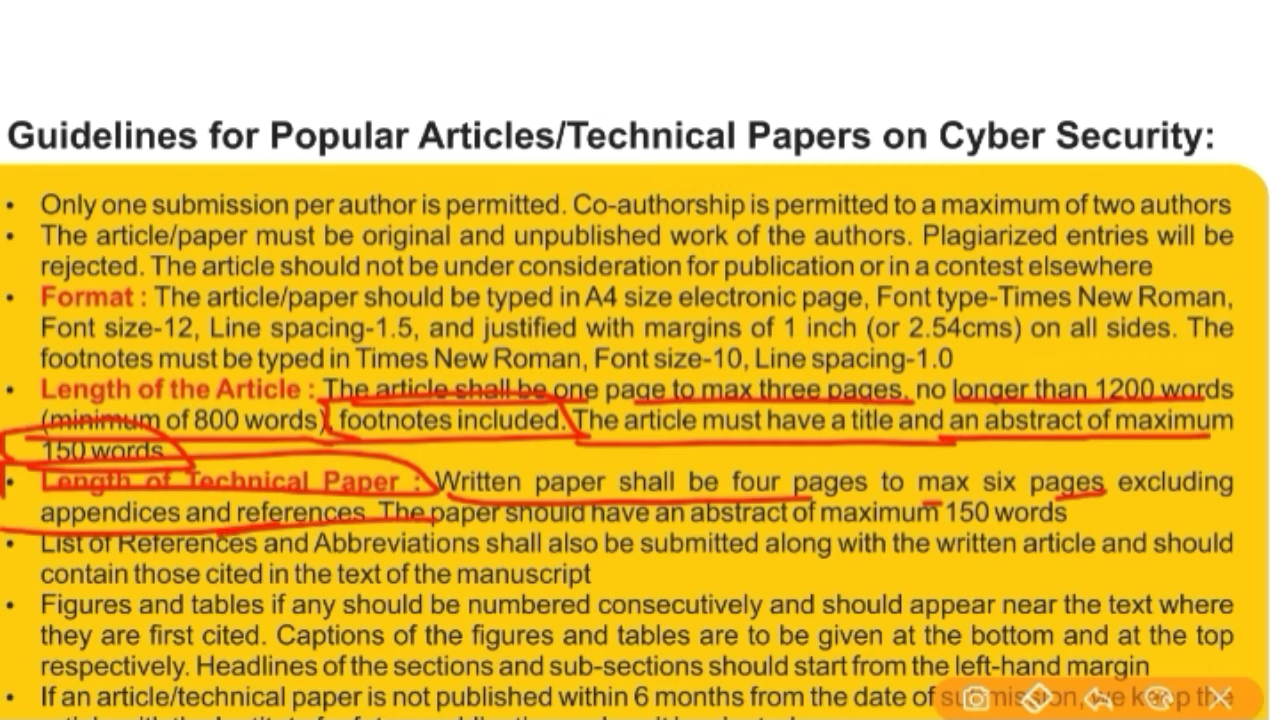 Guidelines for Popular Articles/Technical Papers on Cyber Security:
• Only one submission per author is permitted. Co-authorship is permitted to a maximum of two authors
• The article/paper must be original and unpublished work of the authors. Plagiarized entries will be
rejected. The article should not be under consideration for publication or in a contest elsewhere
• Format : The article/paper should be typed in A4 size electronic page, Font type-Times New Roman,
Font size-12, Line spacing-1.5, and justified with margins of 1 inch (or 2.54cms) on all sides. The
footnotes must be typed in Times New Roman, Font size-10, Line spacing-1.0
• Length of the Article : The article shall be one page to max three pages, no longer than 1200 words
(minimum of 800 words), footnotes included. The article must have a title and an abstract of maximum
150 words
• Length of Technical Paper : Written paper shall be four pages to max six pages excluding
appendices and references. The paper should have an abstract of maximum 150 words
• List of References and Abbreviations shall also be submitted along with the written article and should
contain those cited in the text of the manuscript
• Figures and tables if any should be numbered consecutively and should appear near the text where
they are first cited. Captions of the figures and tables are to be given at the bottom and at the top
respectively. Headlines of the sections and sub-sections should start from the left-hand margin
• If an article/technical paper is not published within 6 months from the date of submission, we keep the